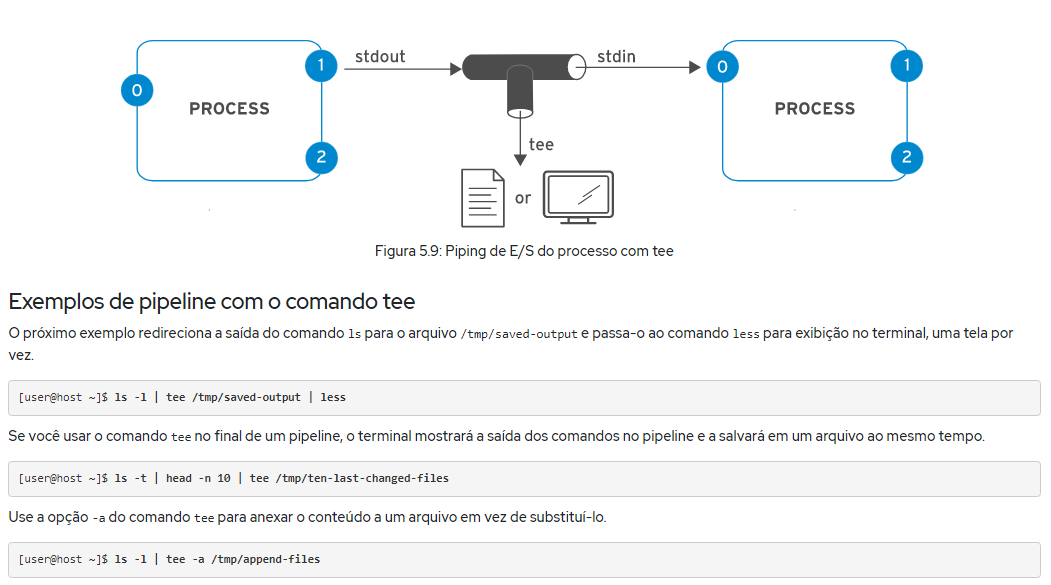 stdout
stdin
0
1
PROCESS
2
tee
or
0
1
PROCESS
2
Figura 5.9: Piping de E/S do processo com tee
Exemplos de pipeline com o comando tee
O próximo exemplo redireciona a saída do comando ls para o arquivo /tmp/saved-output e passa-o ao comando less para exibição no terminal, uma tela por
vez.
[user@host ~]$ ls -l | tee /tmp/saved-output | less
Se você usar o comando tee no final de um pipeline, o terminal mostrará a saída dos comandos no pipeline e a salvará em um arquivo ao mesmo tempo.
[user@host ~]$ ls -t | head -n 10 | tee /tmp/ten-last-changed-files
Use a opção -a do comando tee para anexar o conteúdo a um arquivo em vez de substituí-lo.
[user@host ~]$ ls -l | tee -a /tmp/append-files